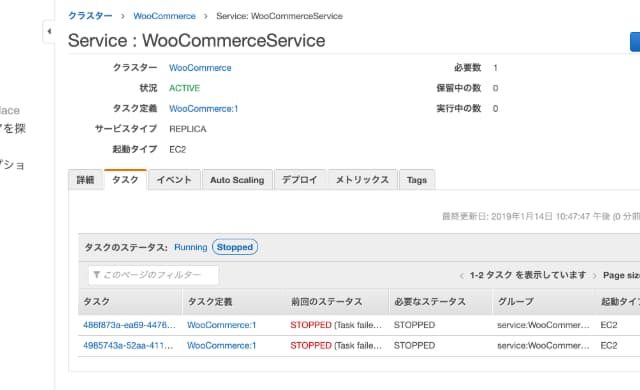 クラスター > WooCommerce > Service: WooCommerceService
Service : WooCommerceService
クラスター WooCommerce 必要数 1
状況 ACTIVE 保留中の数 0
タスク定義 WooCommerce:1 実行中の数 0
サービスタイプ REPLICA
起動タイプ EC2
詳細 タスク イベント Auto Scaling デプロイ メトリックス Tags
最終更新日: 2019年1月14日 10:47:47 午後 (0 分前
タスクのステータス: Running Stopped
このページのフィルター < 1-2 タスク を表示しています > Page siz
タスク タスク定義 前回のステータス 必要なステータス グループ 起動タイ
486f873a-ea69-4476... WooCommerce:1 STOPPED (Task faile... STOPPED service:WooCommer... EC2
4985743a-52aa-411... WooCommerce:1 STOPPED (Task faile... STOPPED service:WooCommer... EC2